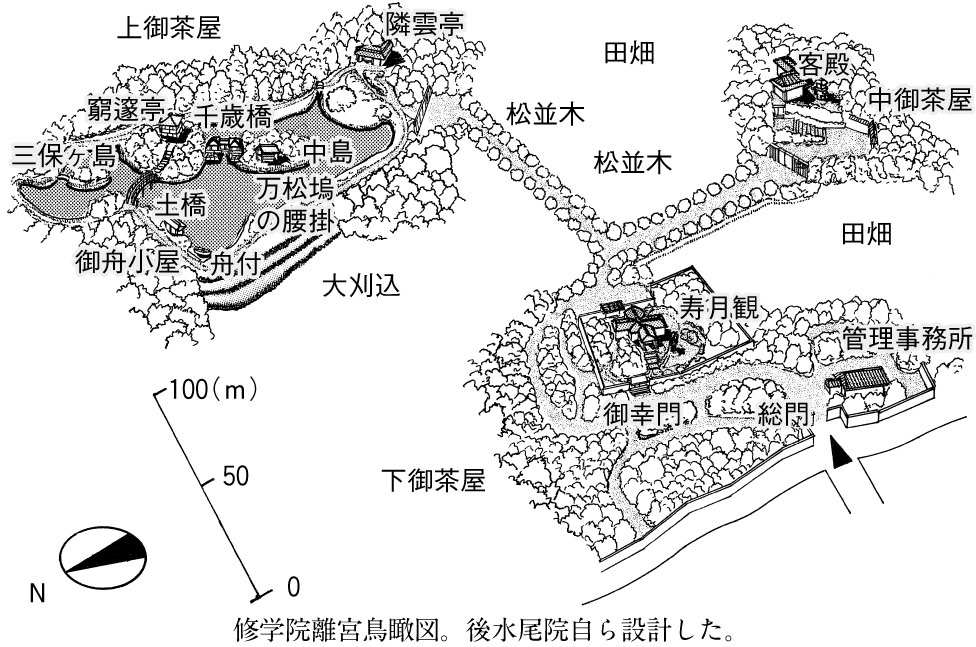 上御茶屋
隣雲亭
田畑
客殿
中御茶屋
窮邃亭
千歳橋
松並木
三保ヶ島
中島
松並木
土橋
万松塢
の腰掛
田畑
御舟小屋
舟付
大刈込
寿月観
管理事務所
100(m)
御幸門
総門
50
下御茶屋
N
0
修学院離宮鳥瞰図。後水尾院自ら設計した。